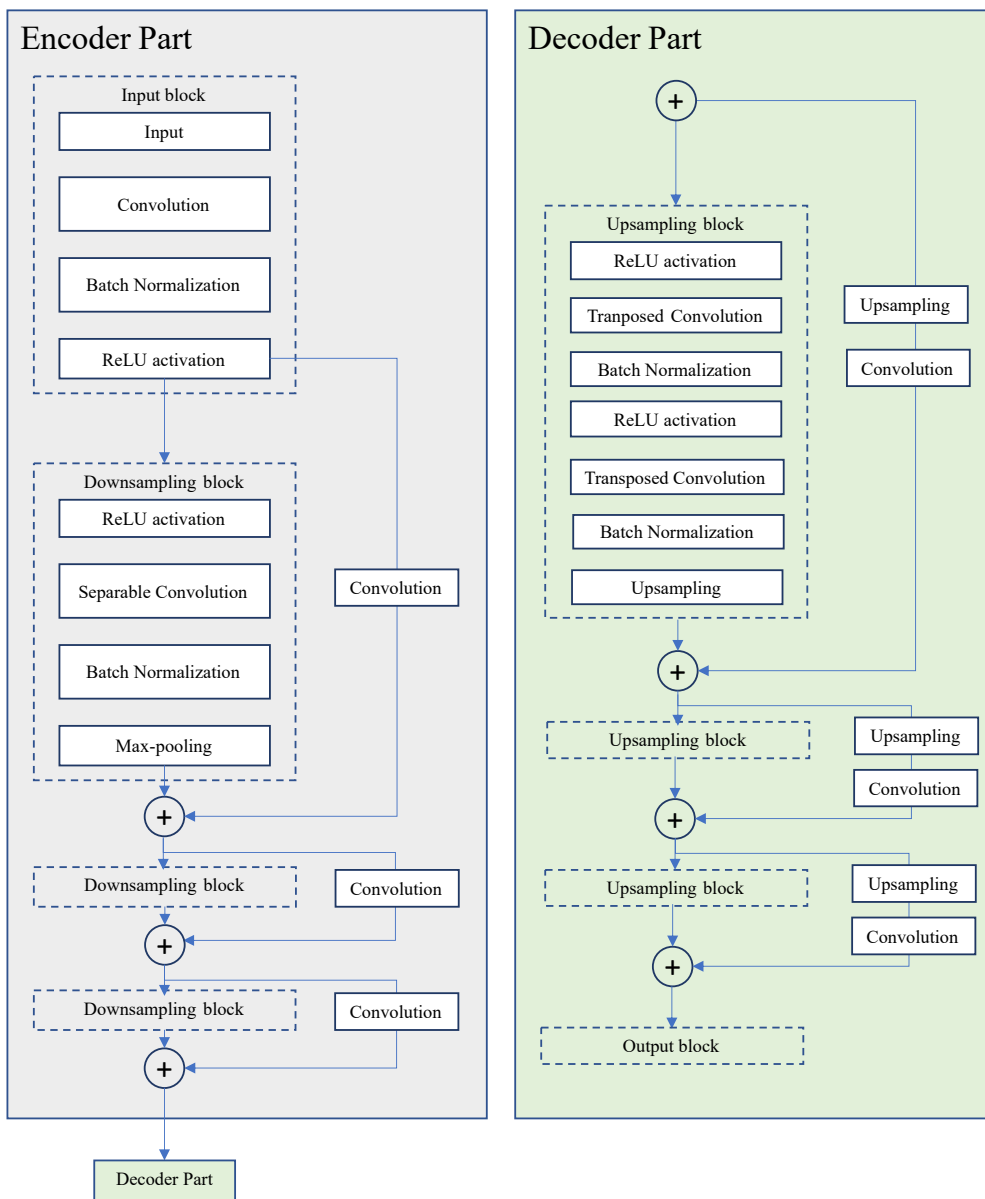 Encoder Part
Input block
Input
Convolution
Batch Normalization
ReLU activation
Downsampling block
ReLU activation
Separable Convolution
Convolution
Batch Normalization
Max-pooling
+
Downsampling block
Convolution
+
Downsampling block
Convolution
+
Decoder Part
Decoder Part
+
Upsampling block
ReLU activation
Upsampling
Tranposed Convolution
Convolution
Batch Normalization
ReLU activation
Transposed Convolution
Batch Normalization
Upsampling
+
Upsampling block
Upsampling
Convolution
+
Upsampling block
Upsampling
Convolution
+
Output block